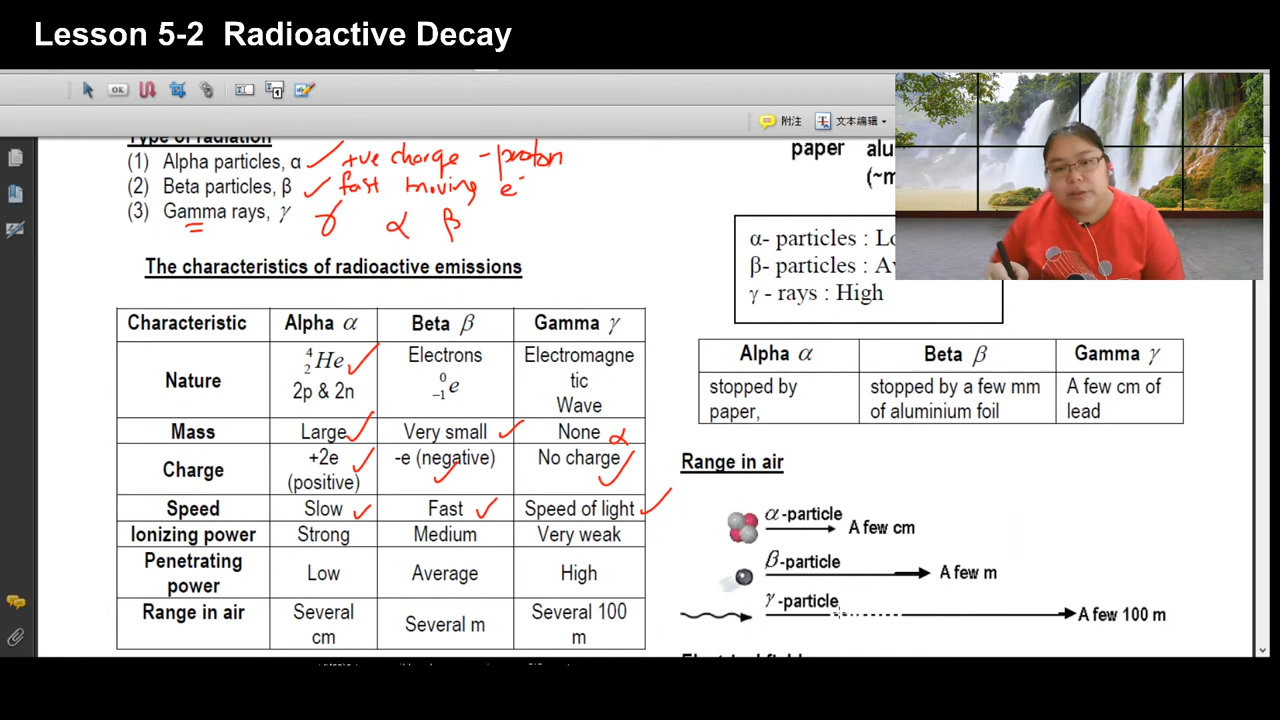 Lesson 5-2 Radioactive Decay
OK
附注
文本编辑
Type of radiation
(1) Alpha particles, α +ve charge - proton
(2) Beta particles, β fast moving e-
(3) Gamma rays, γ γ α β
The characteristics of radioactive emissions
Characteristic Alpha α Beta β Gamma γ
Nature
⁴₂He
2p & 2n
Electrons
⁰₋₁e
Electromagne
tic
Wave
Mass Large Very small None α
Charge
+2e
(positive)
-e (negative)
No charge
Speed Slow Fast Speed of light
Ionizing power Strong Medium Very weak
Penetrating
power
Low Average High
Range in air
Several
cm
Several m
Several 100
m
paper
α- particles :
β- particles :
γ - rays : High
Alpha α Beta β Gamma γ
stopped by
paper,
stopped by a few mm
of aluminium foil
A few cm of
lead
Range in air
α-particle A few cm
β-particle A few m
γ-particle A few 100 m